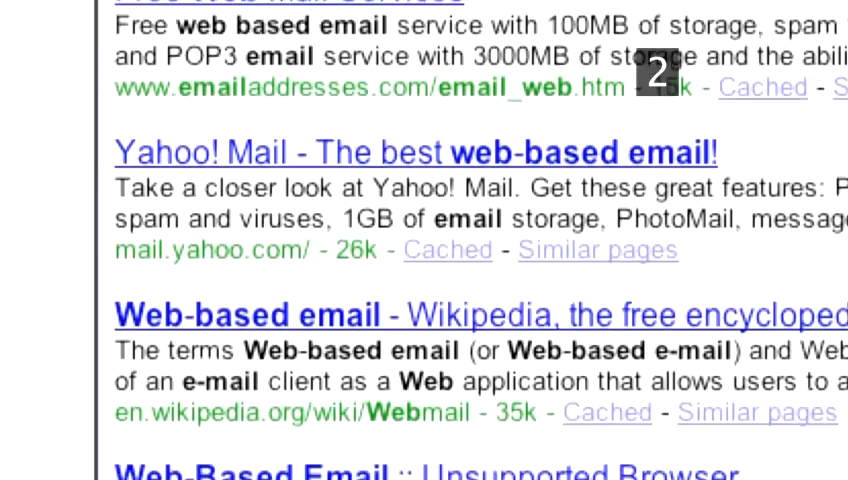 Free web based email service with 100MB of storage, spam
and POP3 email service with 3000MB of storage and the
2
www.emailaddresses.com/email_web.htm - 15k - Cached -
Yahoo! Mail - The best web-based email!
Take a closer look at Yahoo! Mail. Get these great features:
spam and viruses, 1GB of email storage, PhotoMail,
mail.yahoo.com/ - 26k - Cached - Similar pages
Web-based email - Wikipedia, the free
The terms Web-based email (or Web-based e-mail) and
of an e-mail client as a Web application that allows users to
en.wikipedia.org/wiki/Webmail - 35k - Cached - Similar pages
Web-Based Email :: Unsupported Browser